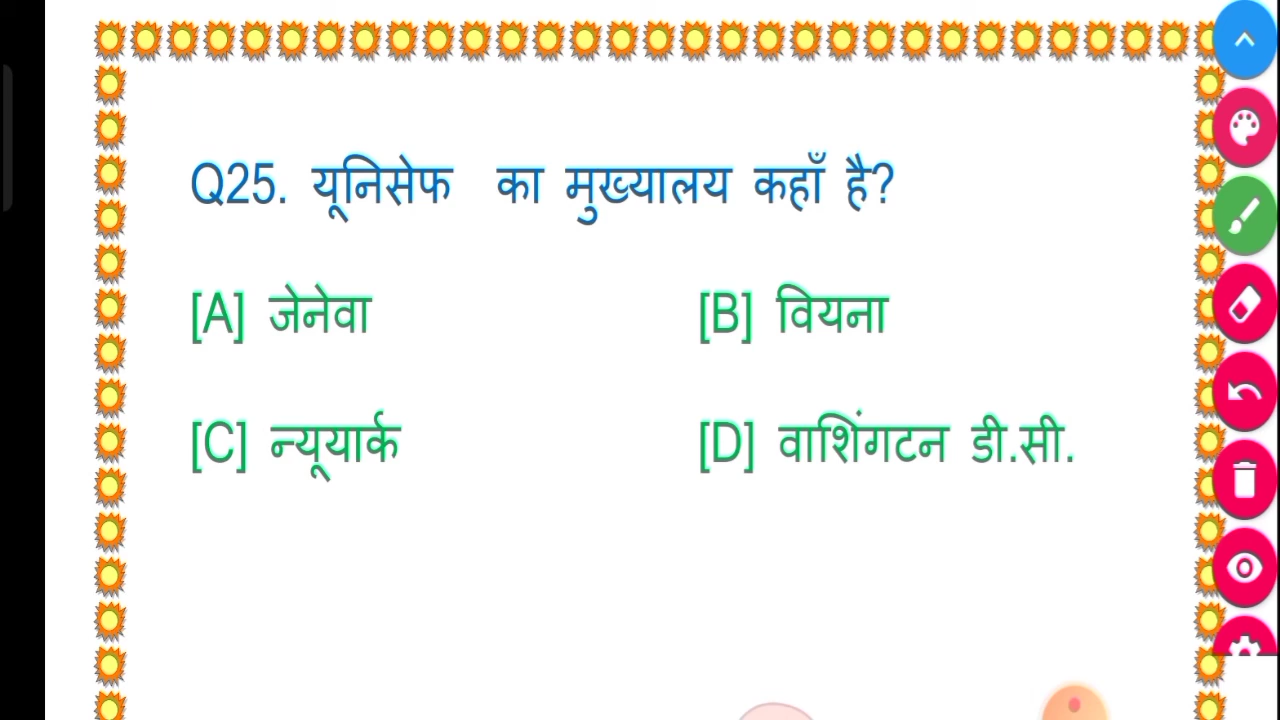 Q25. यूनिसेफ का मुख्यालय कहाँ है?
[A] जेनेवा [B] वियना
[C] न्यूयार्क [D] वाशिंगटन डी.सी.